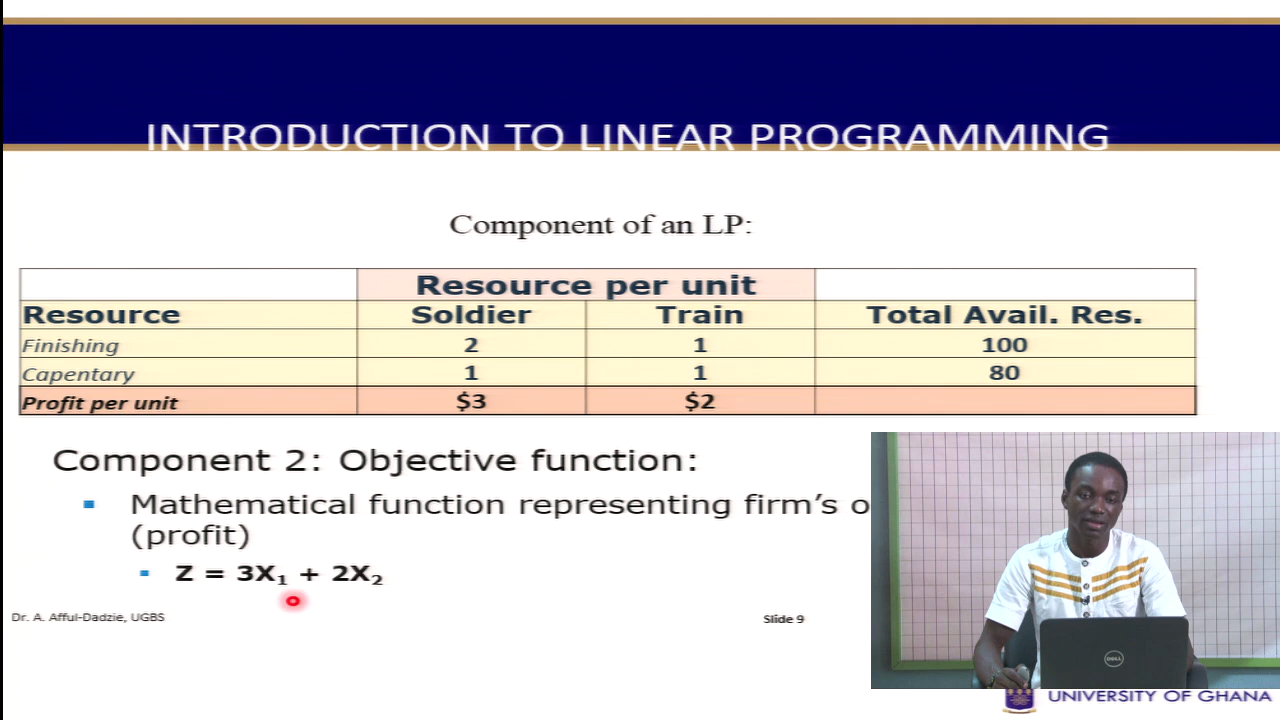 INTRODUCTION TO LINEAR PROGRAMMING
Component of an LP:
Resource per unit
Resource Soldier Train Total Avail. Res.
Finishing 2 1 100
Capentary 1 1 80
Profit per unit $3 $2
Component 2: Objective function:
Mathematical function representing firm's o
(profit)
Z = 3X₁ + 2X₂
Dr. A. Afful-Dadzie, UGBS
Slide 9
DELL
UNIVERSITY OF GHANA